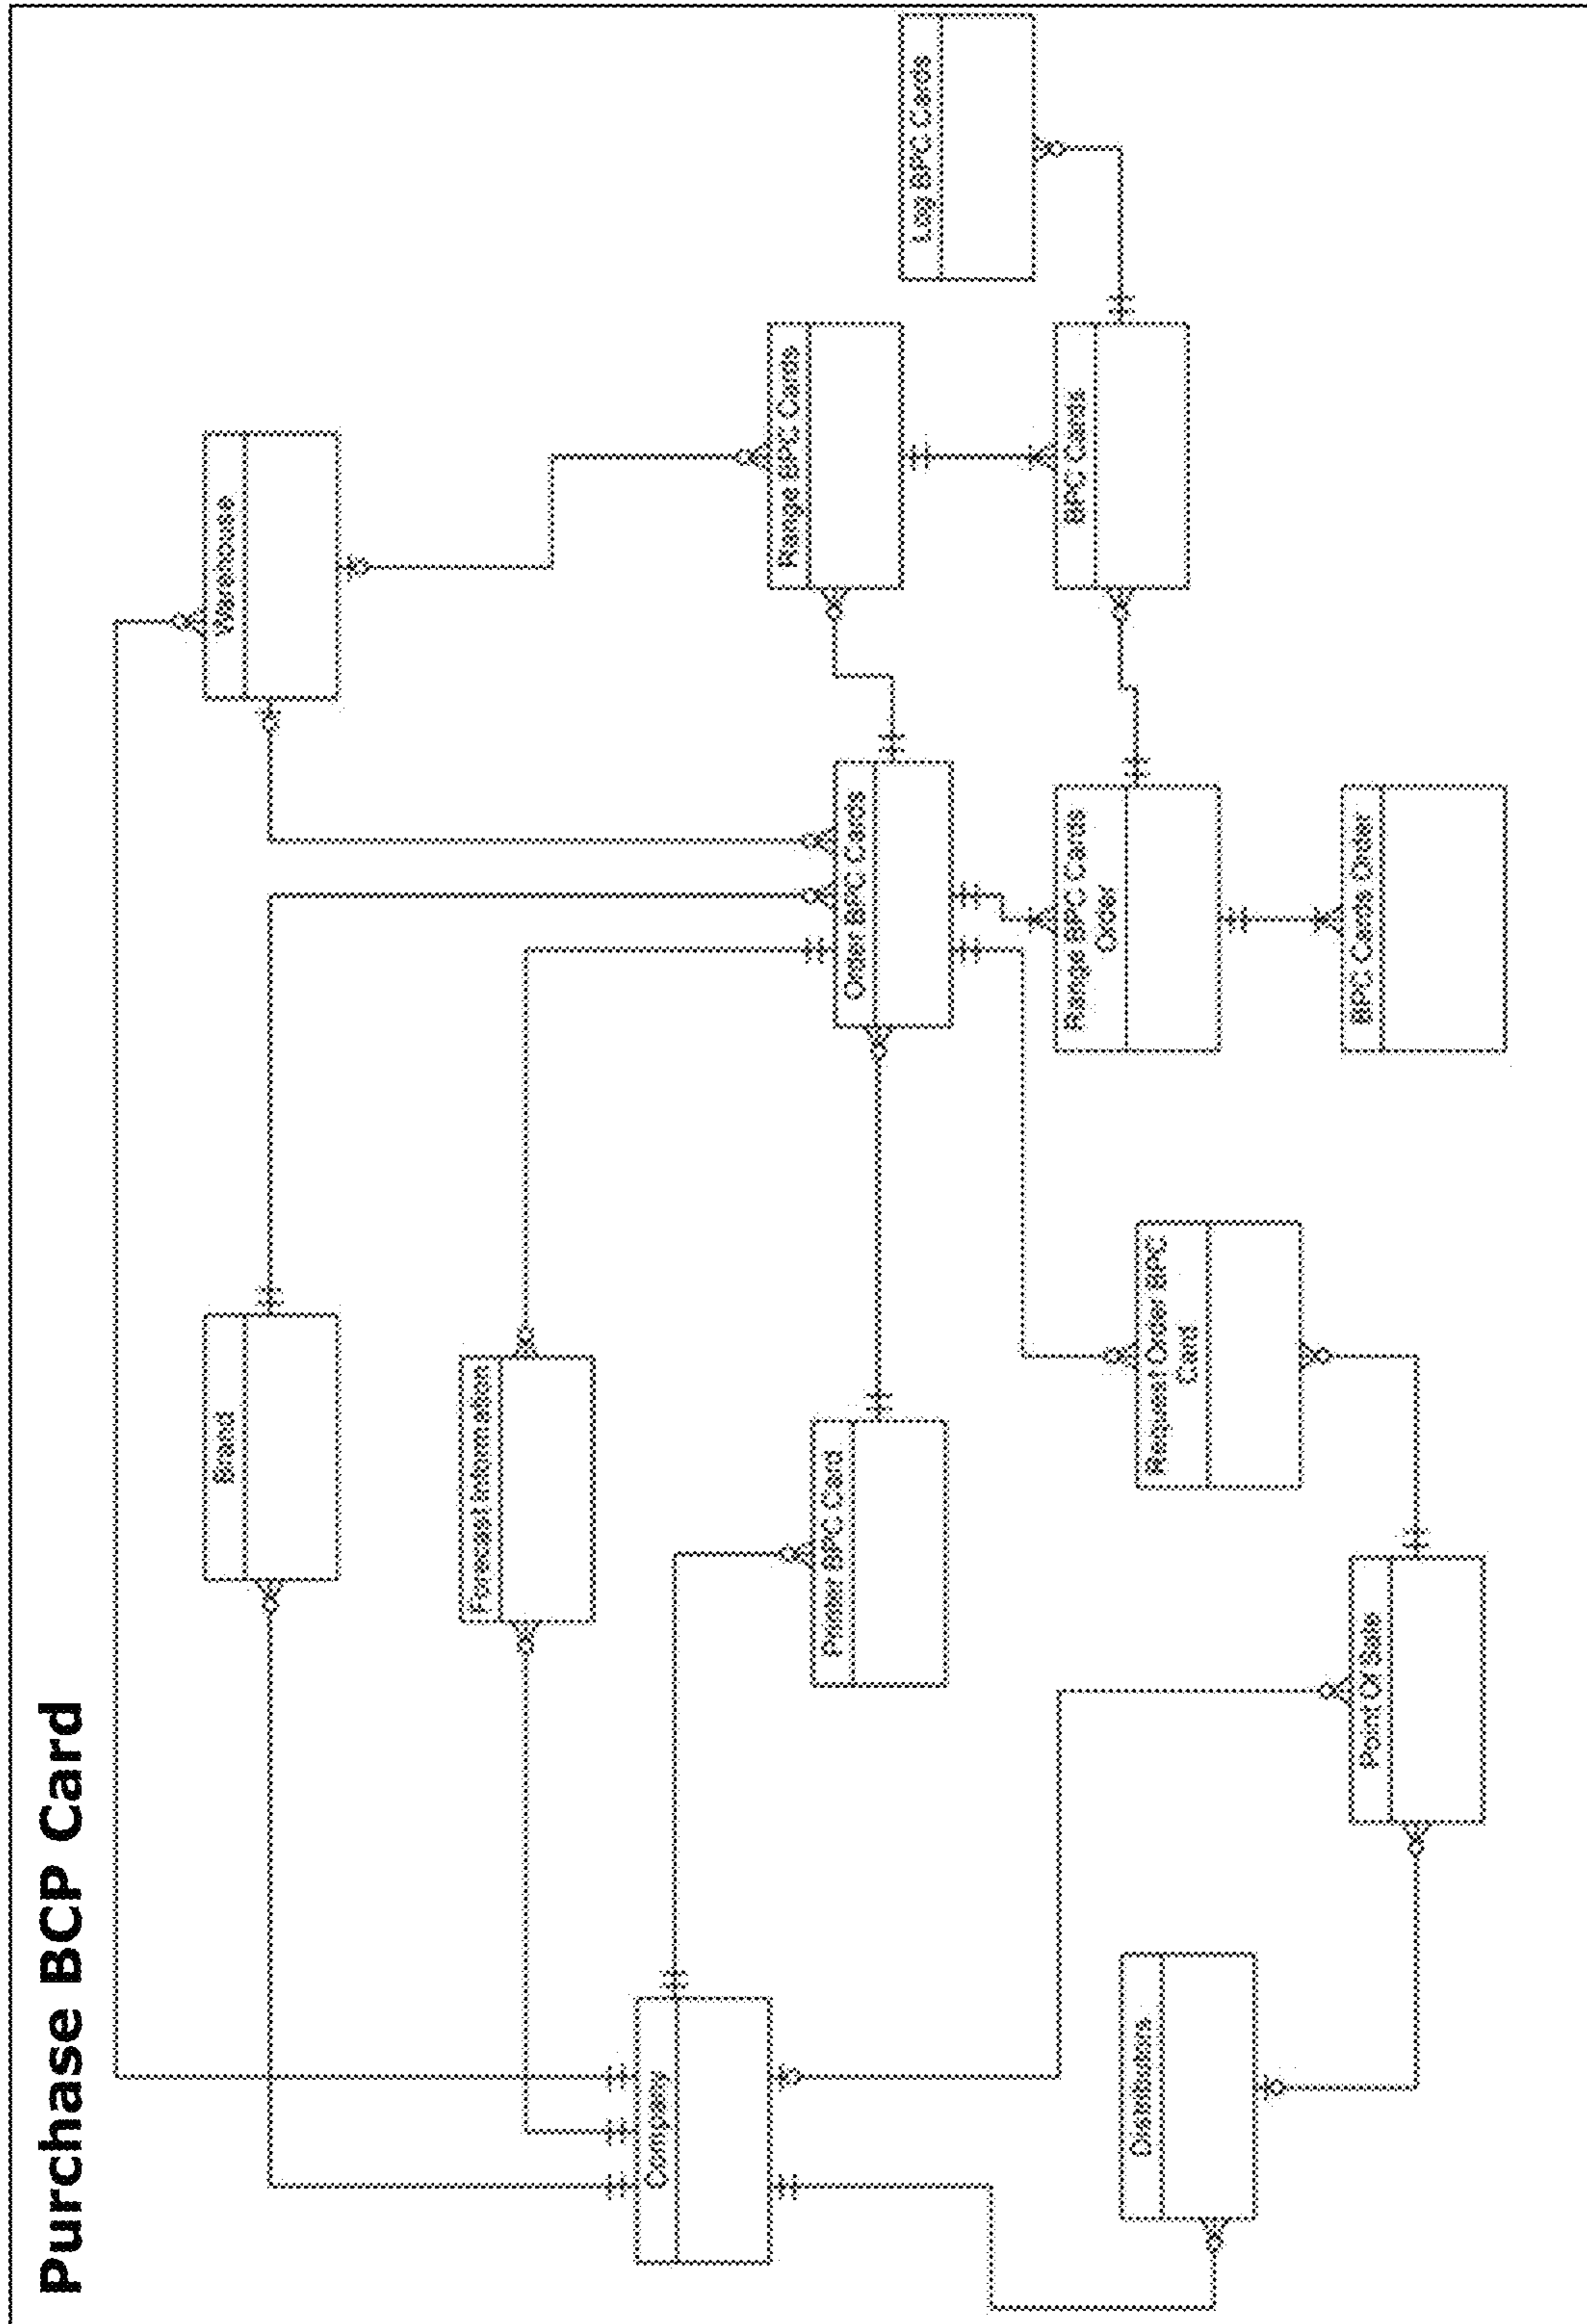 Purchase BCP Card
Brand
Warehouse
Forecast Information
Company
Printer BPC Card
Order BPC Cards
Range BPC Cards
Log BPC Cards
Distributors
Request Order BPC
Card
Range BPC Cards
Order
BPC Cards
Point Of Sale
BPC Cards Order